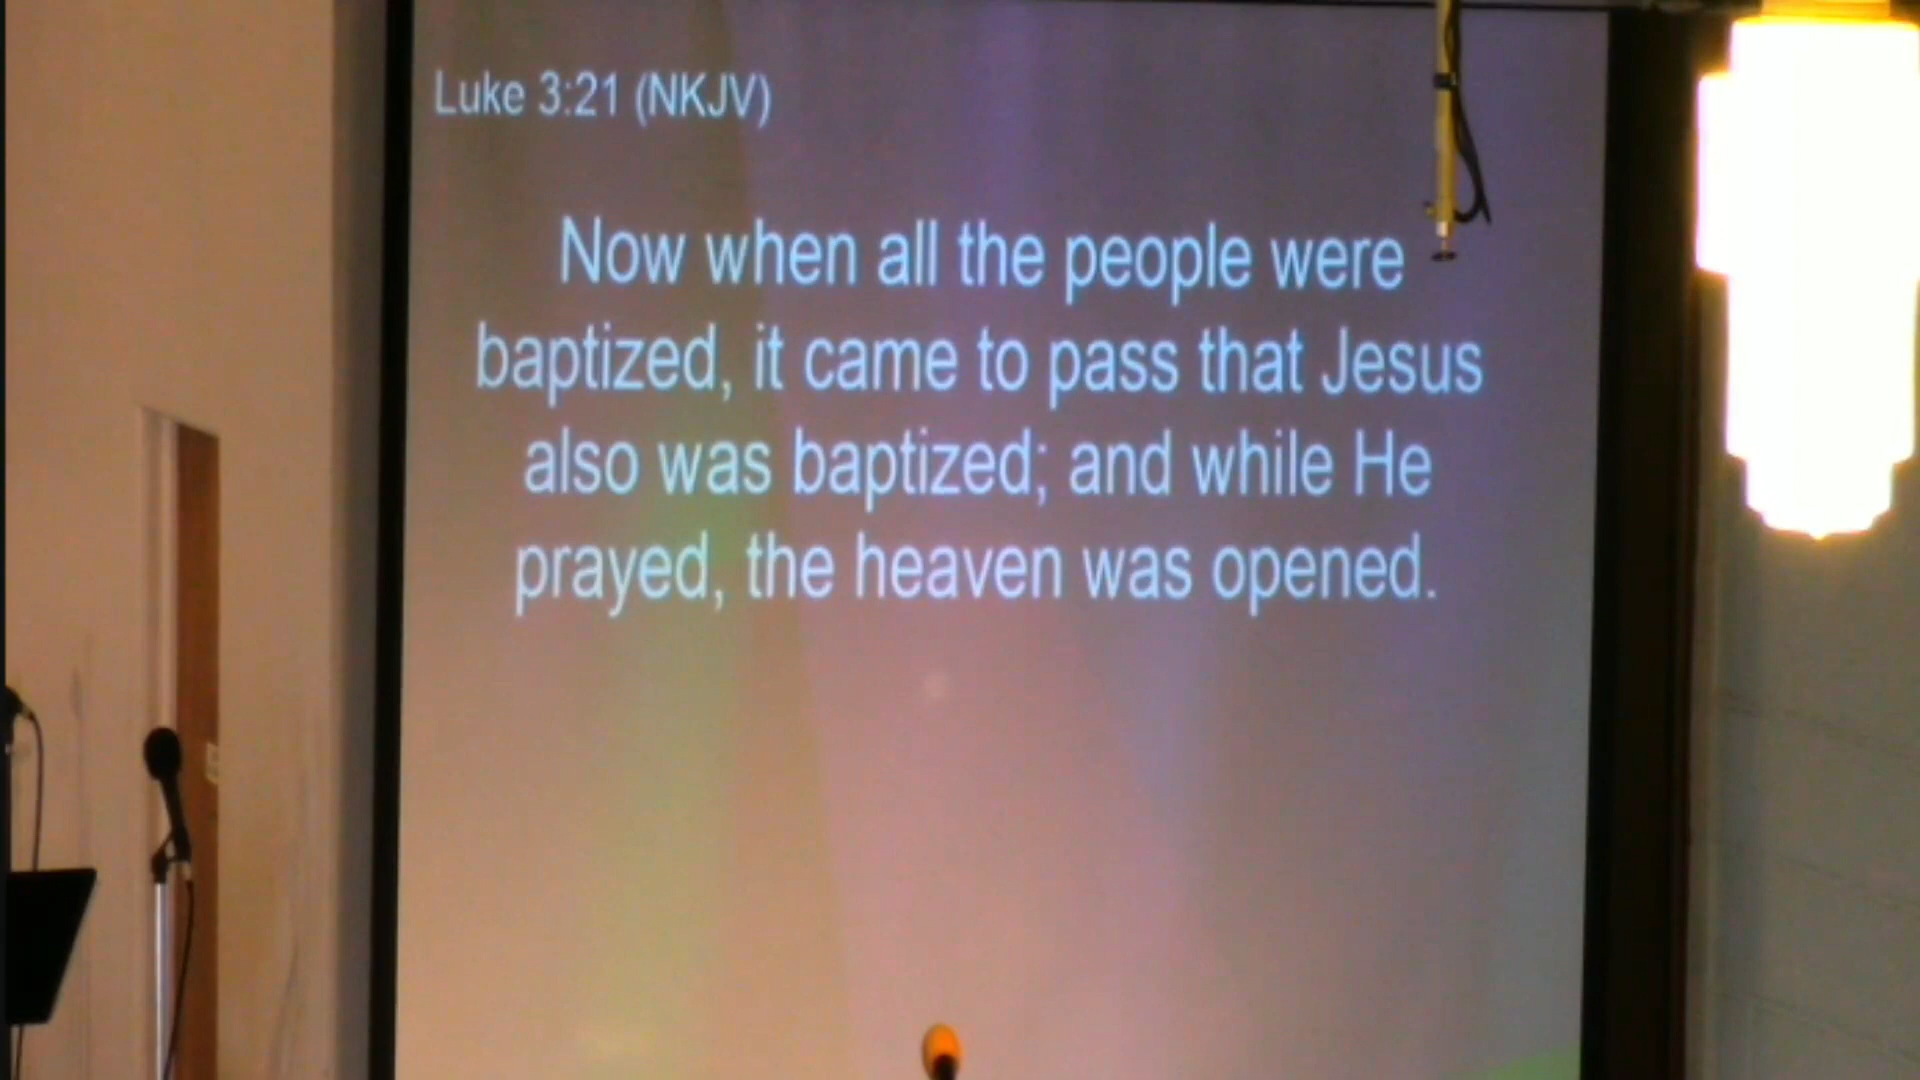 Luke 3:21 (NKJV)
Now when all the people were
baptized, it came to pass that Jesus
also was baptized; and while He
prayed, the heaven was opened.